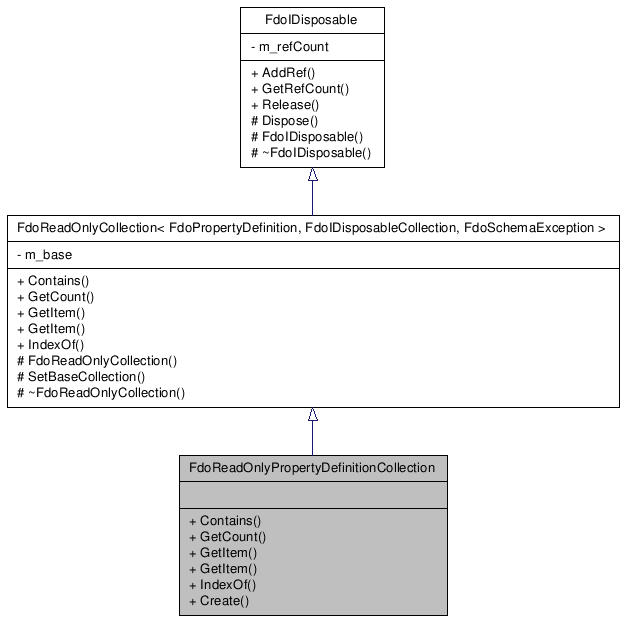 FdoIDisposable
- m_refCount
+ AddRef()
+ GetRefCount()
+ Release()
# Dispose()
# FdoIDisposable()
# ~FdoIDisposable()
FdoReadOnlyCollection< FdoPropertyDefinition, FdoIDisposableCollection, FdoSchemaException >
- m_base
+ Contains()
+ GetCount()
+ GetItem()
+ GetItem()
+ IndexOf()
# FdoReadOnlyCollection()
# SetBaseCollection()
# ~FdoReadOnlyCollection()
FdoReadOnlyPropertyDefinitionCollection
+ Contains()
+ GetCount()
+ GetItem()
+ GetItem()
+ IndexOf()
+ Create()